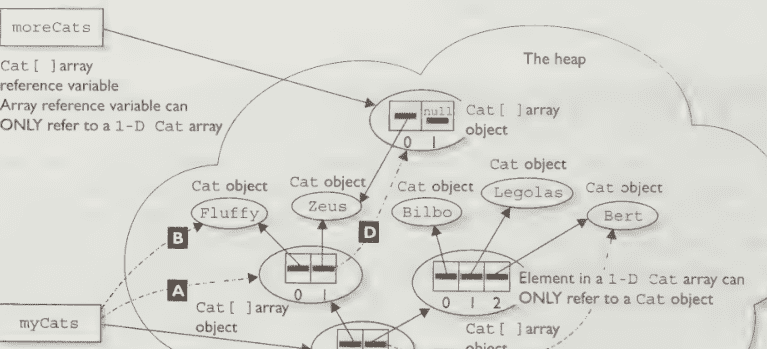 moreCats
The heap
Cat [ ] array
reference variable
Array reference variable can
ONLY refer to a 1-D Cat array
null
Cat [ ] array
object
0 1
Cat object
Legolas
Cat object
Fluffy
Cat object
Zeus
Cat object
Bilbo
Cat object
Bert
B
D
A
0 1
0 1 2
Element in a 1-D Cat array can
ONLY refer to a Cat object
Cat [ ] array
object
Cat [ ] array
object
myCats